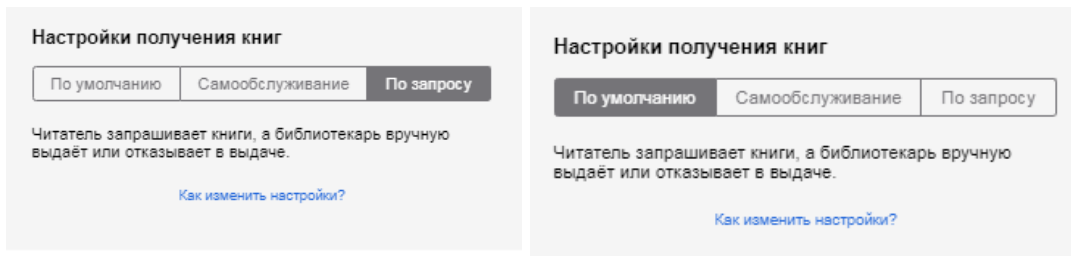 Настройки получения книг
По умолчанию Самообслуживание По запросу
Читатель запрашивает книги, а библиотекарь вручную
выдаёт или отказывает в выдаче.
Как изменить настройки?
Настройки получения книг
По умолчанию Самообслуживание По запросу
Читатель запрашивает книги, а библиотекарь вручную
выдаёт или отказывает в выдаче.
Как изменить настройки?